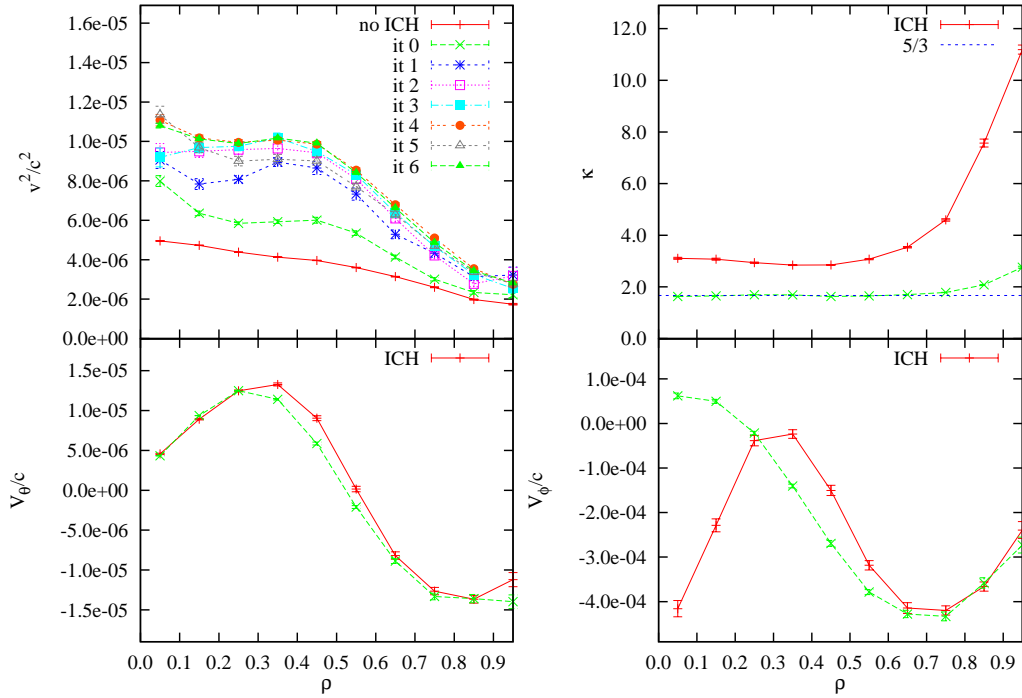 1.6e-05
1.4e-05
1.2e-05
1.0e-05
8.0e-06
6.0e-06
4.0e-06
2.0e-06
0.0e+00
v²/c²
no ICH
it 0
it 1
it 2
it 3
it 4
it 5
it 6
12.0
10.0
8.0
6.0
4.0
2.0
0.0
κ
ICH
5/3
1.5e-05
1.0e-05
5.0e-06
0.0e+00
-5.0e-06
-1.0e-05
-1.5e-05
V_θ/c
ICH
0.0 0.1 0.2 0.3 0.4 0.5 0.6 0.7 0.8 0.9
ρ
1.0e-04
0.0e+00
-1.0e-04
-2.0e-04
-3.0e-04
-4.0e-04
V_ϕ/c
ICH
0.0 0.1 0.2 0.3 0.4 0.5 0.6 0.7 0.8 0.9
ρ